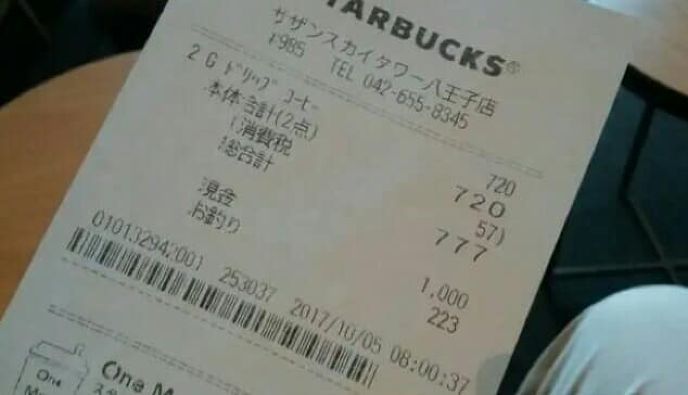 TARBUCKS®
サザンスカイタワー八王子店
#985 TEL 042-655-8345
2 G ドリップ コーヒー 720
本体合計(2点) 720
(消費税 57)
総合計 777
現金 1,000
お釣り 223
010132942001 253037 2017/10/05 08:00:37
One M
One